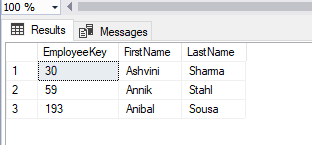 100 %
Results Messages
EmployeeKey FirstName LastName
1 30 Ashvini Sharma
2 59 Annik Stahl
3 193 Anibal Sousa